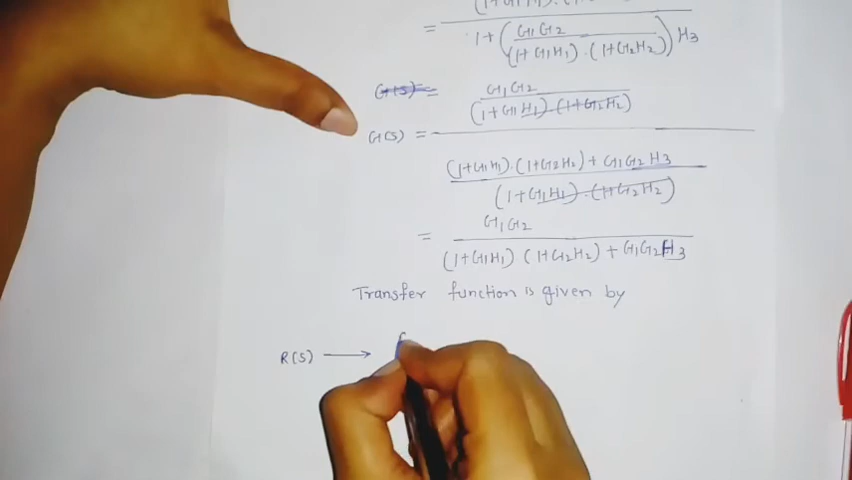 = G1G2 / 1+(G1G2 / (1+G1H1).(1+G2H2)) H3
G(S) = G1G2 / (1+G1H1).(1+G2H2)
G(S) =
(1+G1H1).(1+G2H2) + G1G2H3
(1+G1H1).(1+G2H2)
= G1G2 / (1+G1H1) (1+G2H2) + G1G2H3
Transfer function is given by
R(S) →